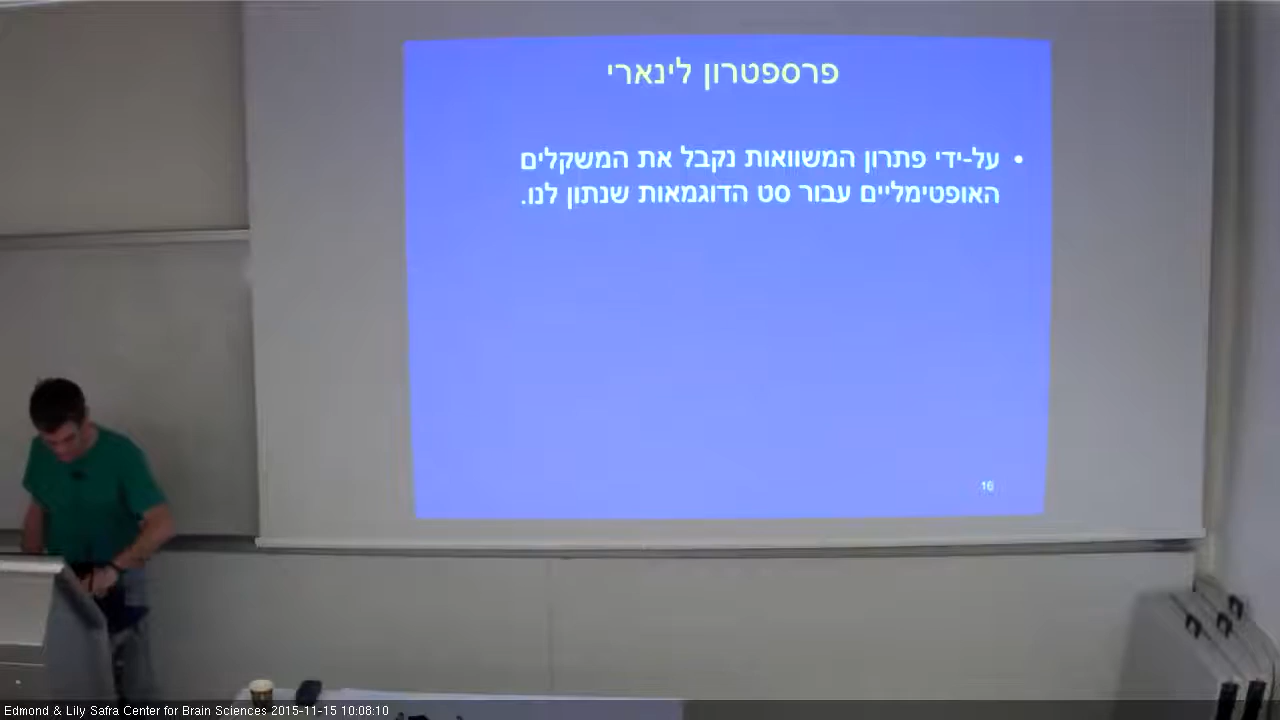 פרספטרון לינארי
• על-ידי פתרון המשוואות נקבל את המשקלים
האופטימליים עבור סט הדוגמאות שנתון לנו.
16
Edmond & Lily Safra Center for Brain Sciences 2015-11-15 10:08:10